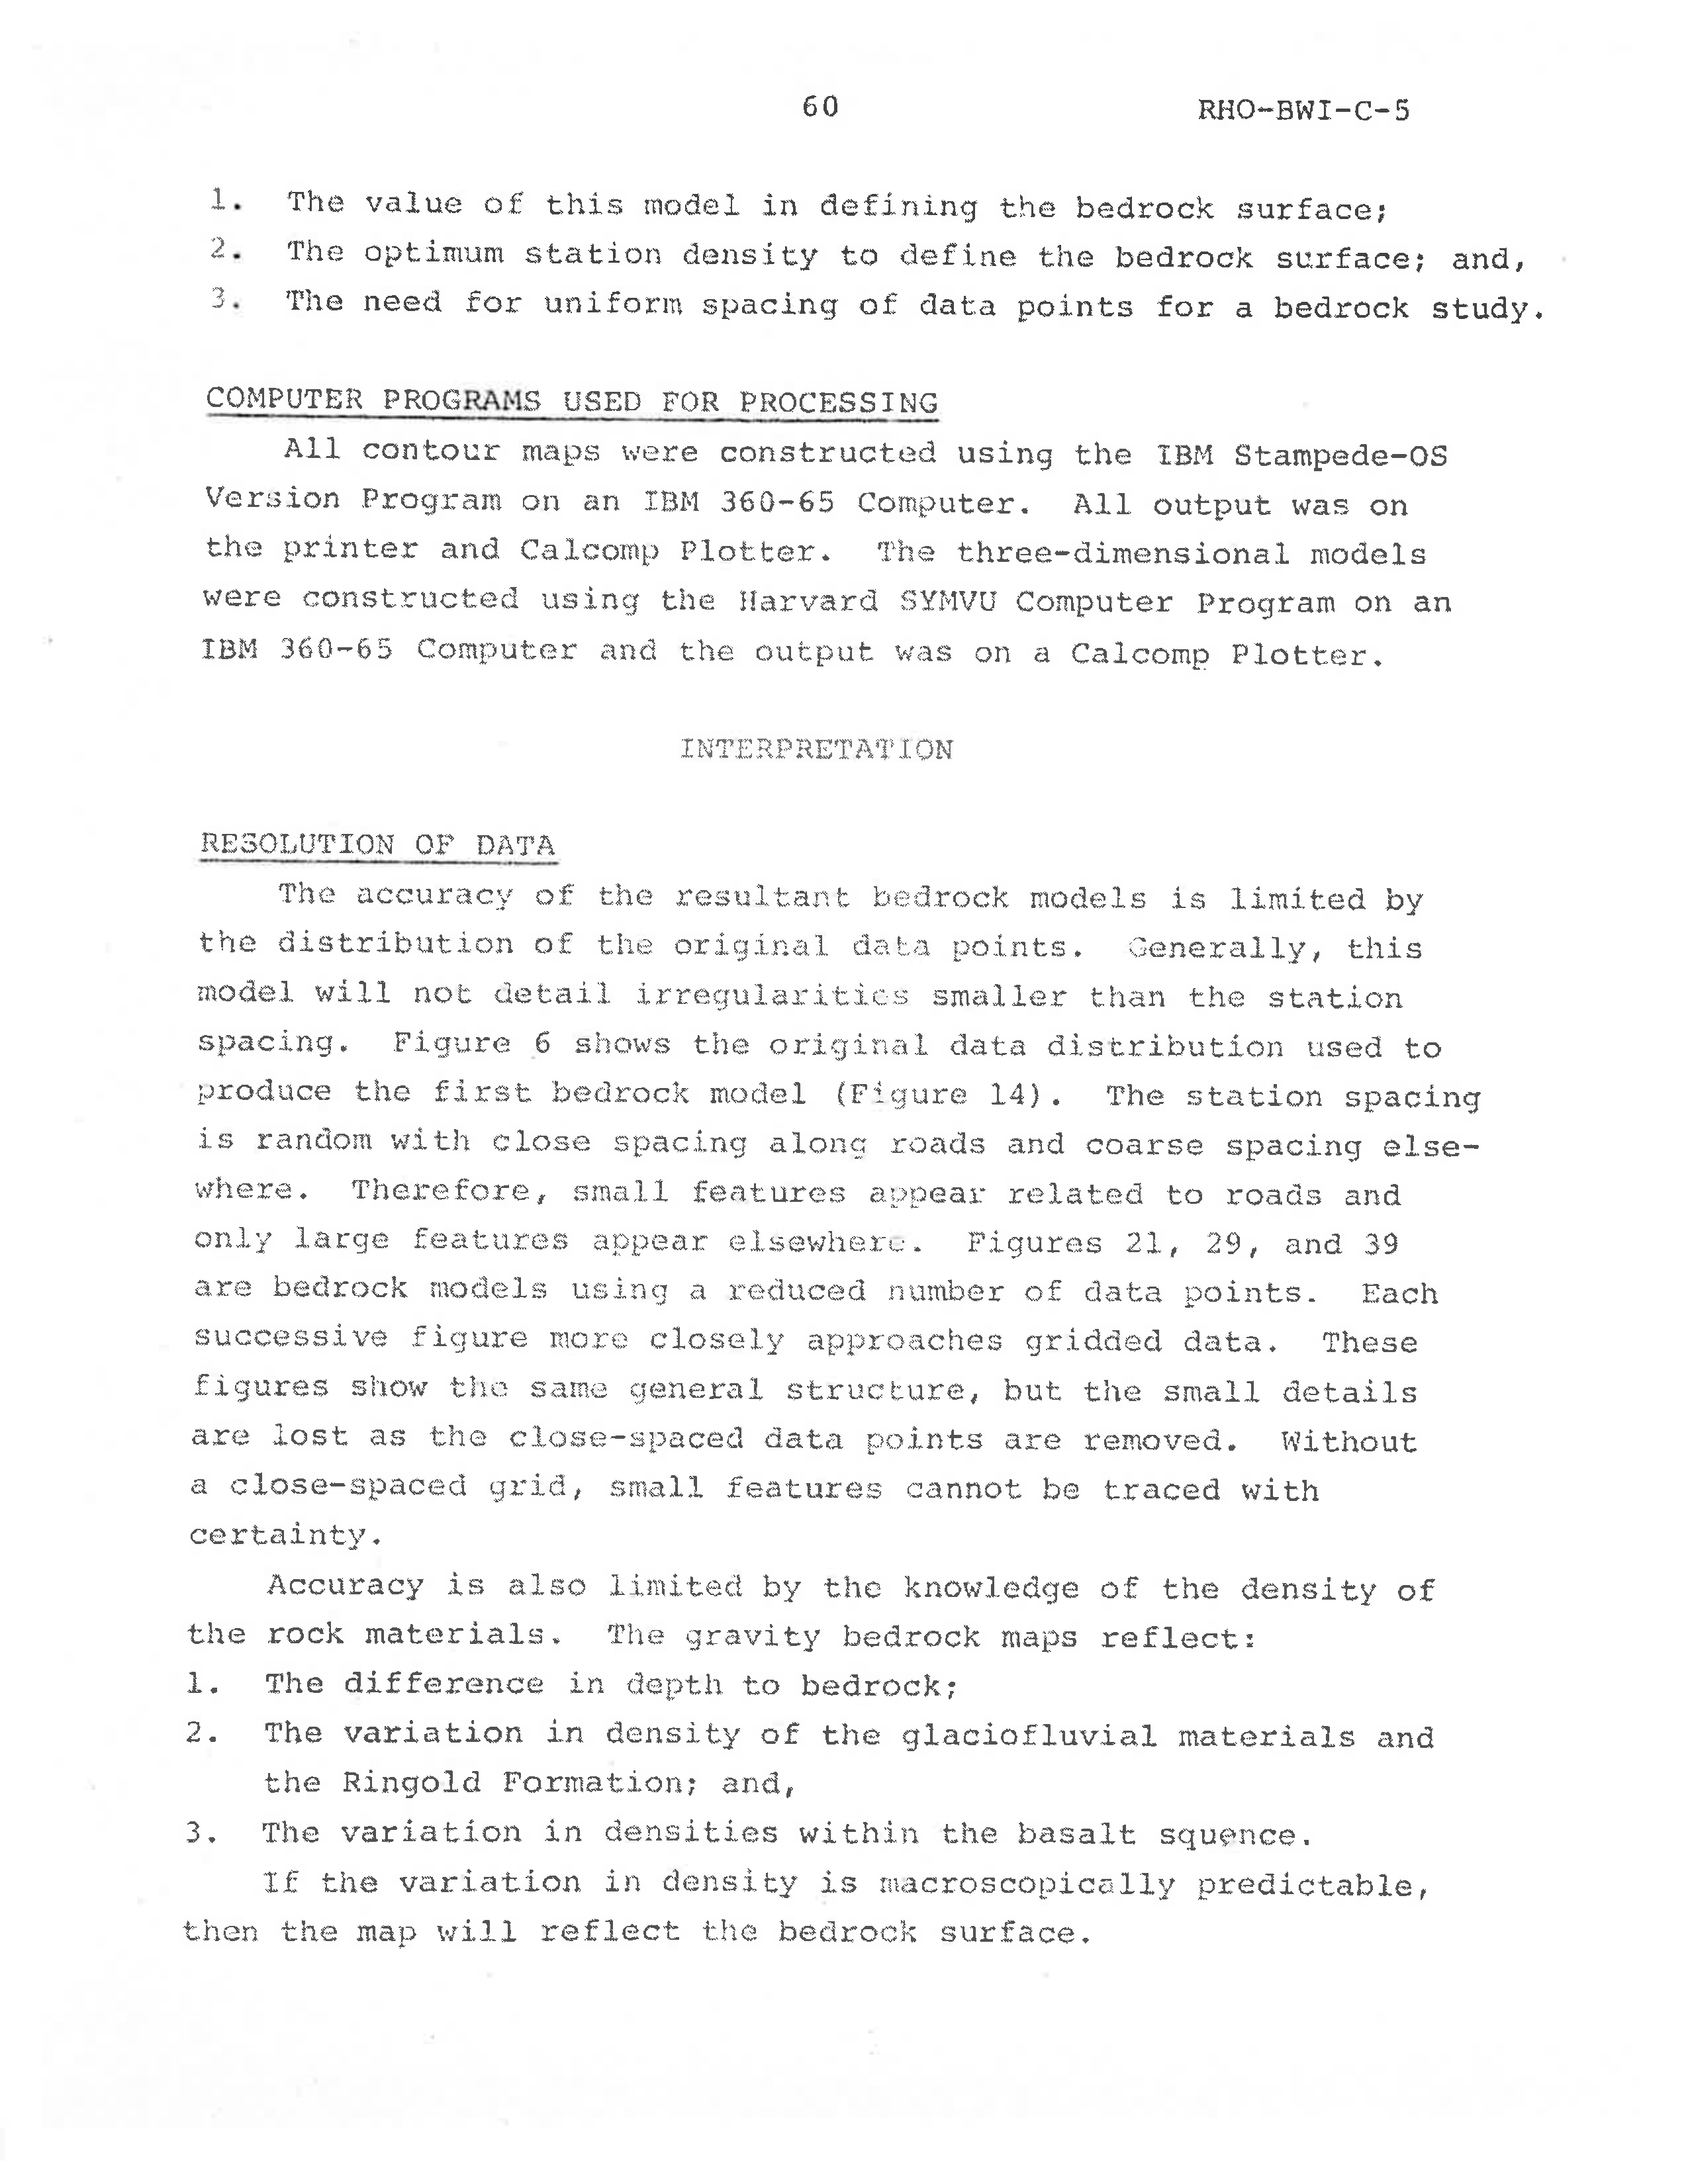 60
RHO-BWI-C-5
1. The value of this model in defining the bedrock surface;
2. The optimum station density to define the bedrock surface; and,
3. The need for uniform spacing of data points for a bedrock study.
COMPUTER PROGRAMS USED FOR PROCESSING
All contour maps were constructed using the IBM Stampede-OS
Version Program on an IBM 360-65 Computer. All output was on
the printer and Calcomp Plotter. The three-dimensional models
were constructed using the Harvard SYMVU Computer Program on an
IBM 360-65 Computer and the output was on a Calcomp Plotter.
INTERPRETATION
RESOLUTION OF DATA
The accuracy of the resultant bedrock models is limited by
the distribution of the original data points. Generally, this
model will not detail irregularities smaller than the station
spacing. Figure 6 shows the original data distribution used to
produce the first bedrock model (Figure 14). The station spacing
is random with close spacing along roads and coarse spacing else-
where. Therefore, small features appear related to roads and
only large features appear elsewhere. Figures 21, 29, and 39
are bedrock models using a reduced number of data points. Each
successive figure more closely approaches gridded data. These
figures show the same general structure, but the small details
are lost as the close-spaced data points are removed. Without
a close-spaced grid, small features cannot be traced with
certainty.
Accuracy is also limited by the knowledge of the density of
the rock materials. The gravity bedrock maps reflect:
1. The difference in depth to bedrock;
2. The variation in density of the glaciofluvial materials and
the Ringold Formation; and,
3. The variation in densities within the basalt squence.
If the variation in density is macroscopically predictable,
then the map will reflect the bedrock surface.